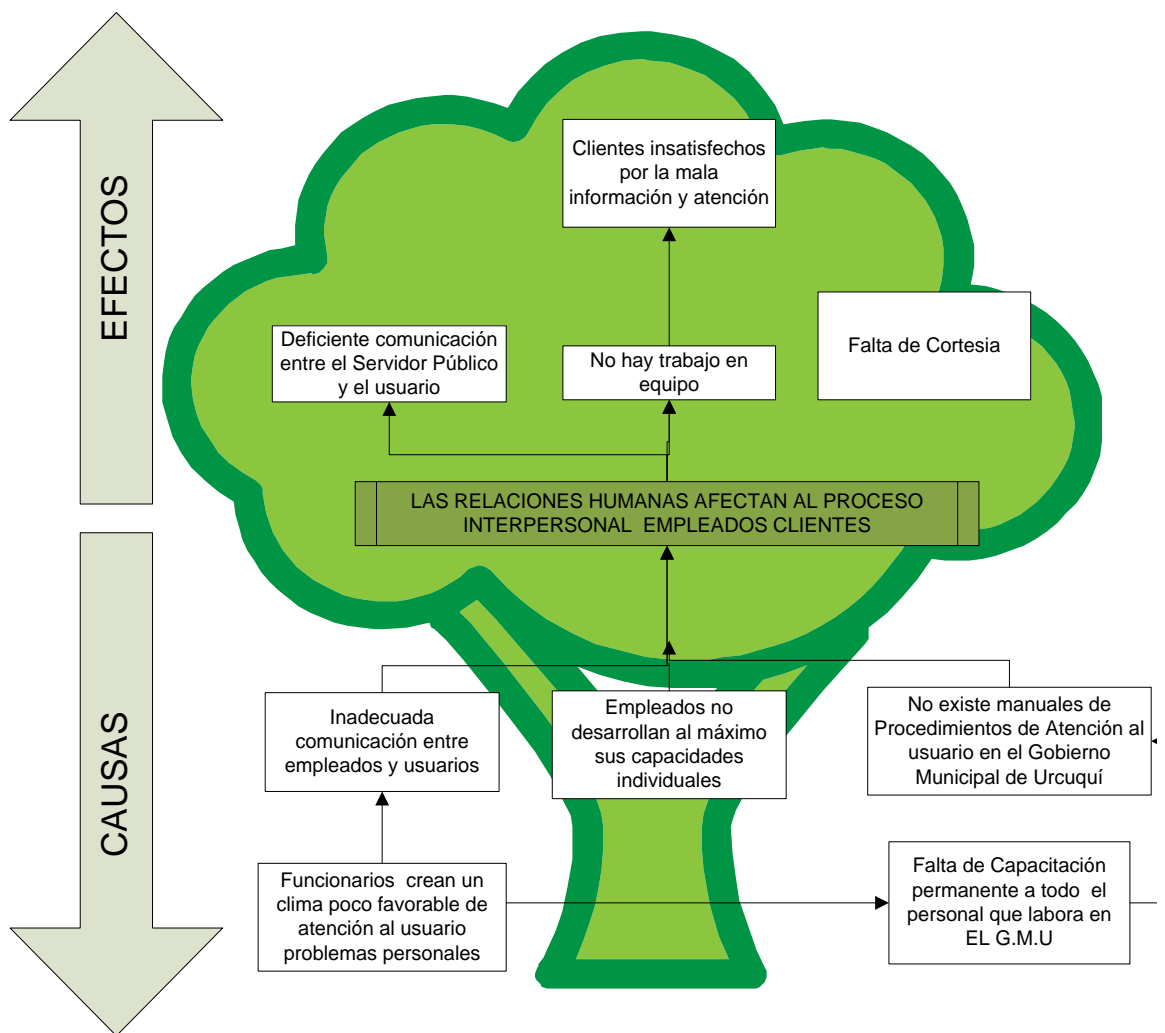 EFECTOS
Clientes insatisfechos
por la mala
información y atención
Deficiente comunicación
entre el Servidor Público
y el usuario
No hay trabajo en
equipo
Falta de Cortesia
LAS RELACIONES HUMANAS AFECTAN AL PROCESO
INTERPERSONAL EMPLEADOS CLIENTES
CAUSAS
Inadecuada
comunicación entre
empleados y usuarios
Empleados no
desarrollan al máximo
sus capacidades
individuales
No existe manuales de
Procedimientos de Atención al
usuario en el Gobierno
Municipal de Urcuquí
Funcionarios crean un
clima poco favorable de
atención al usuario
problemas personales
Falta de Capacitación
permanente a todo el
personal que labora en
EL G.M.U